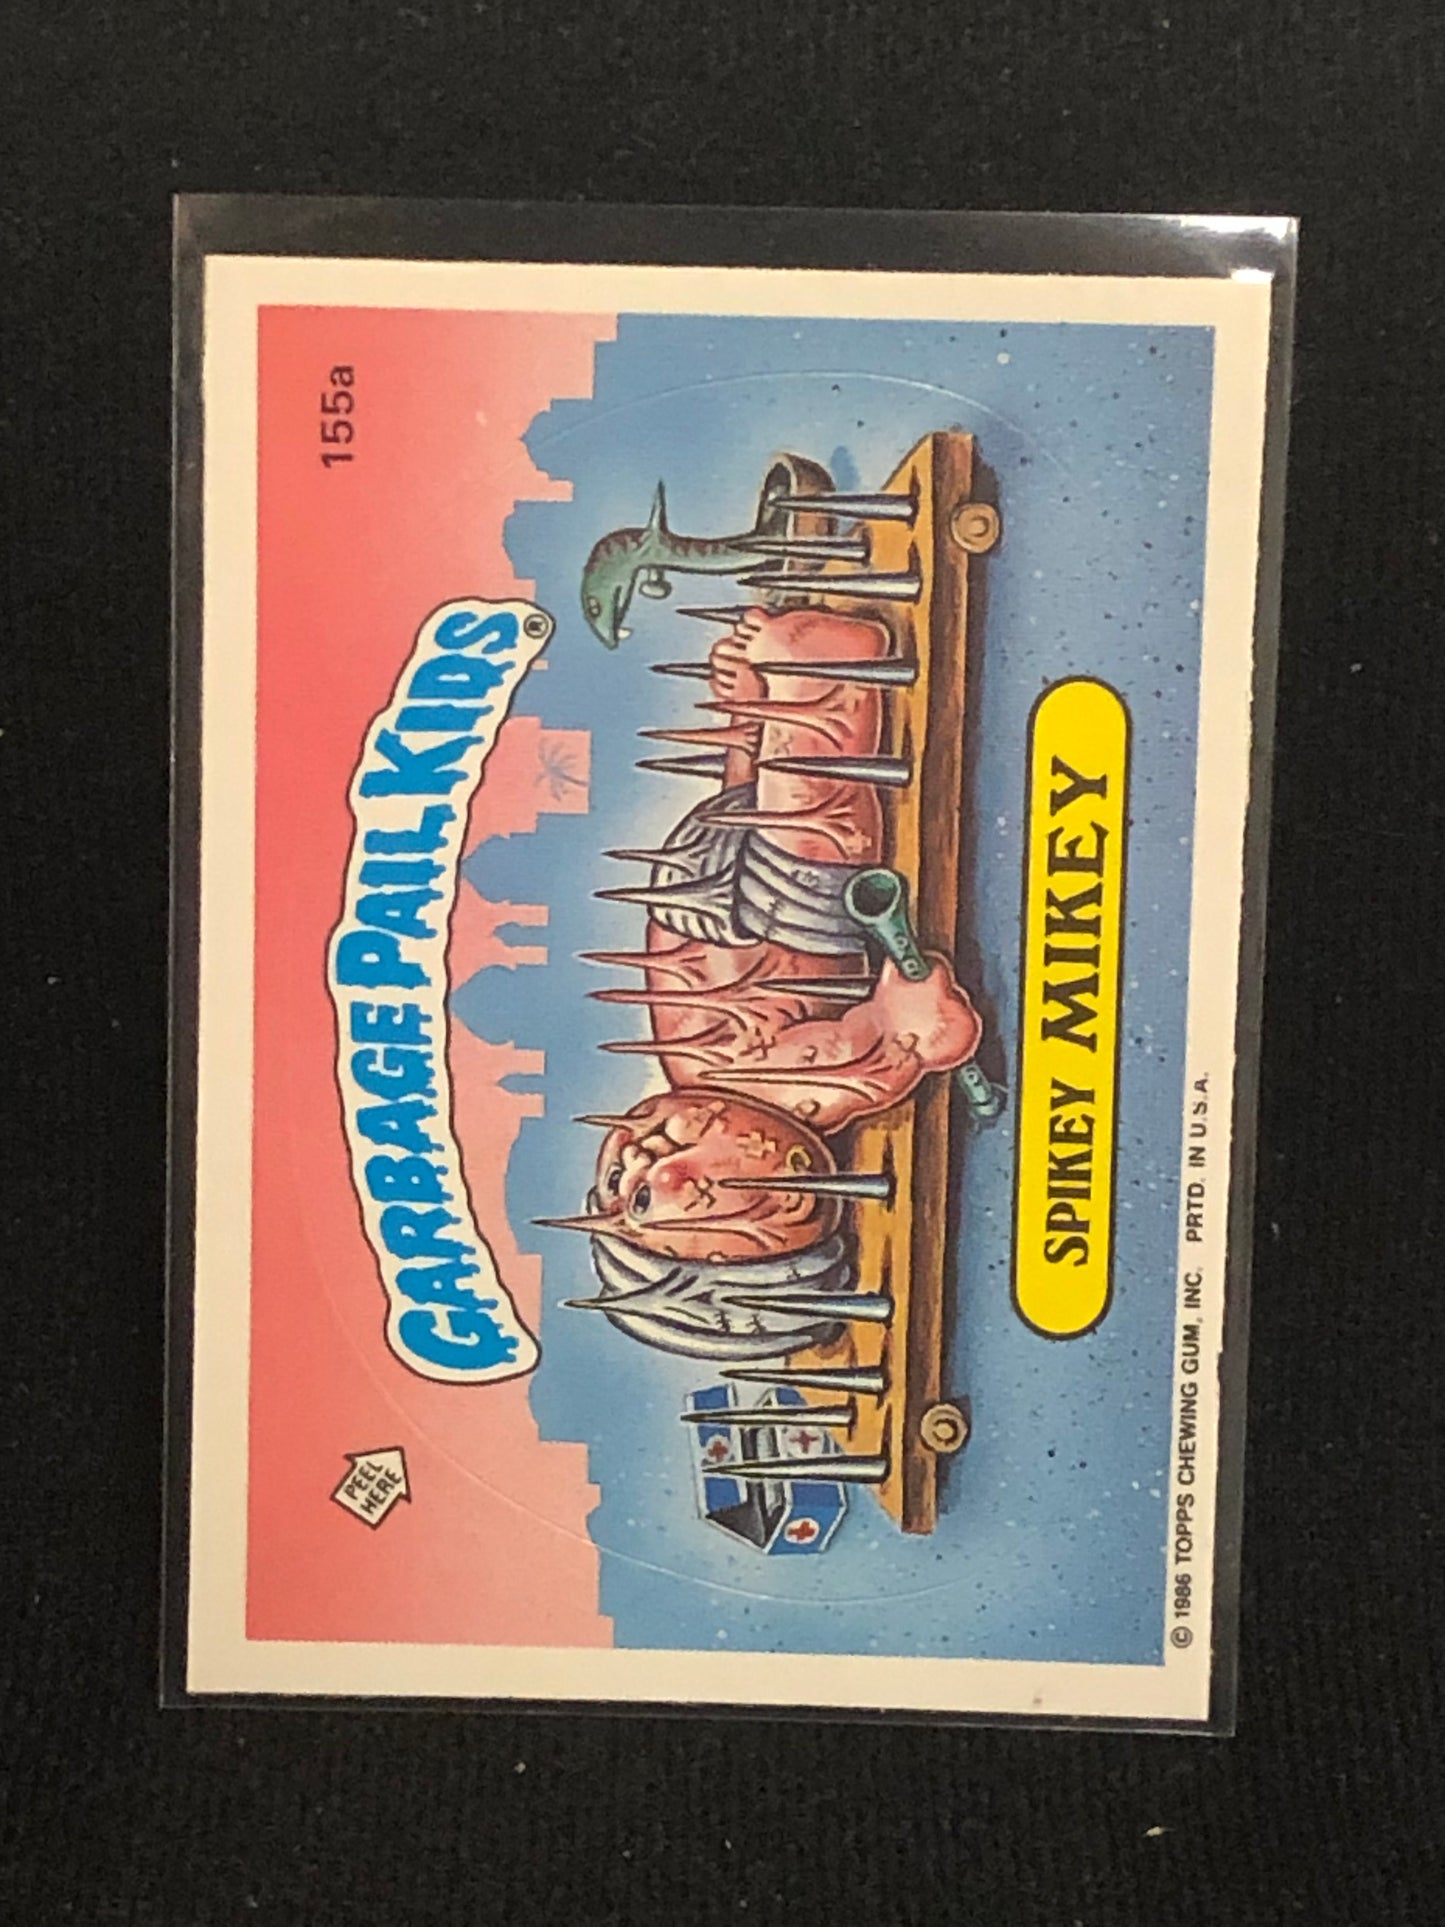 155a
GARBAGE PAIL KIDS ®
PEEL
HERE
SPIKEY MIKEY
© 1986 TOPPS CHEWING GUM, INC. PRTD. IN U.S.A.